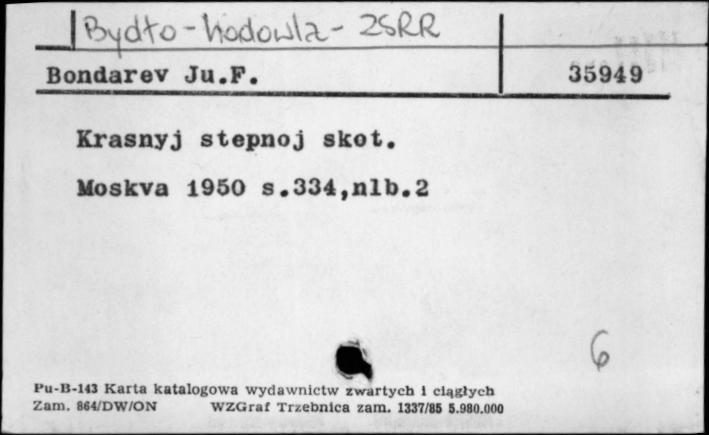 Bydło-hodowla-ZSRR
Bondarev Ju.F. 35949
Krasnyj stepnoj skot.
Moskva 1950 s.334,nlb.2
6
Pu-B-143 Karta katalogowa wydawnictw zwartych i ciągłych
Zam. 864/DW/ON WZGraf Trzebnica zam. 1337/85 5.980.000